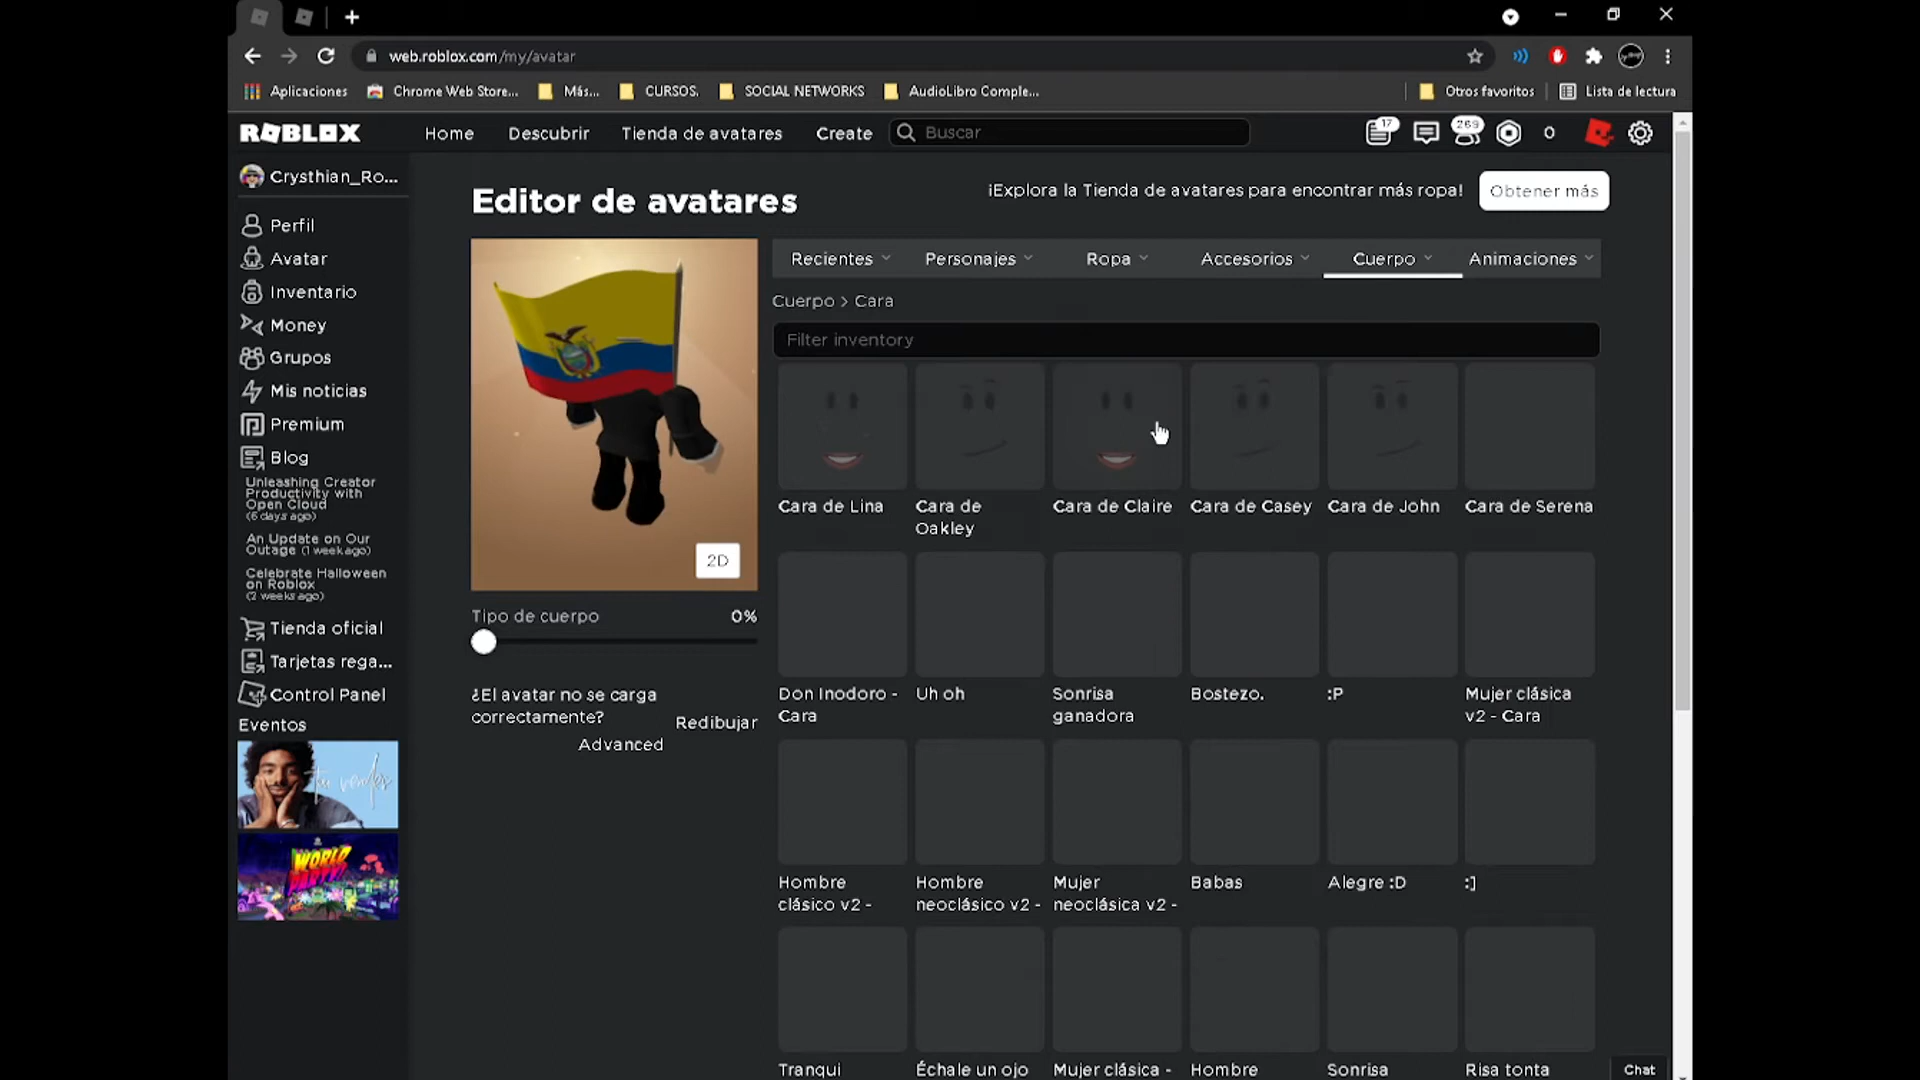 web.roblox.com/my/avatar
Aplicaciones
Chrome Web Store...
Más...
CURSOS.
SOCIAL NETWORKS
AudioLibro Comple...
Otros favoritos
Lista de lectura
ROBLOX
Home
Descubrir
Tienda de avatares
Create
Buscar
17
269
0
Crysthian_Ro...
Perfil
Avatar
Inventario
Money
Grupos
Mis noticias
Premium
Blog
Unleashing Creator
Productivity with
Open Cloud
(6 days ago)
An Update on Our
Outage (1 week ago)
Celebrate Halloween
on Roblox
(2 weeks ago)
Tienda oficial
Tarjetas rega...
Control Panel
Eventos
WORLD
PARTY!
Editor de avatares
¡Explora la Tienda de avatares para encontrar más ropa!
Obtener más
2D
Tipo de cuerpo
0%
¿El avatar no se carga
correctamente?
Redibujar
Advanced
Recientes
Personajes
Ropa
Accesorios
Cuerpo
Animaciones
Cuerpo > Cara
Filter inventory
Cara de Lina
Cara de
Oakley
Cara de Claire
Cara de Casey
Cara de John
Cara de Serena
Don Inodoro -
Cara
Uh oh
Sonrisa
ganadora
Bostezo.
:P
Mujer clásica
v2 - Cara
Hombre
clásico v2 -
Hombre
neoclásico v2 -
Mujer
neoclásica v2 -
Babas
Alegre :D
:]
Tranqui
Échale un ojo
Mujer clásica -
Hombre
Sonrisa
Risa tonta
Chat